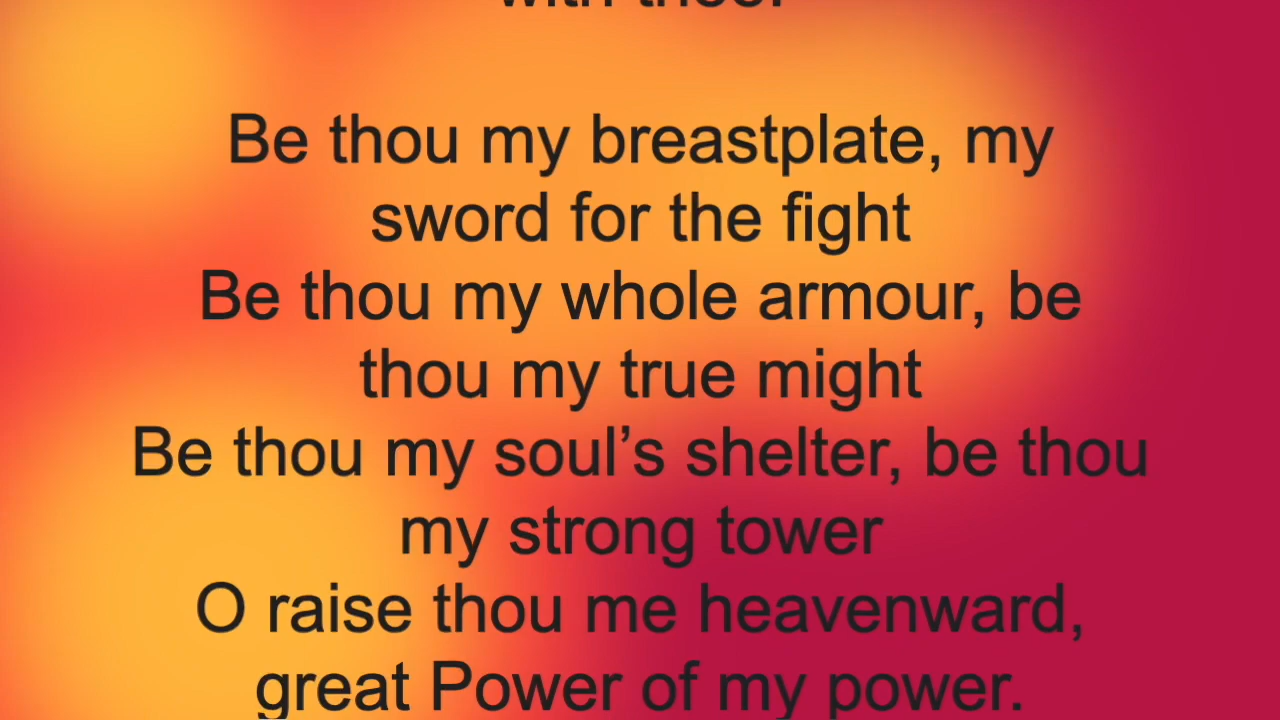 with thee.
Be thou my breastplate, my
sword for the fight
Be thou my whole armour, be
thou my true might
Be thou my soul’s shelter, be thou
my strong tower
O raise thou me heavenward,
great Power of my power.